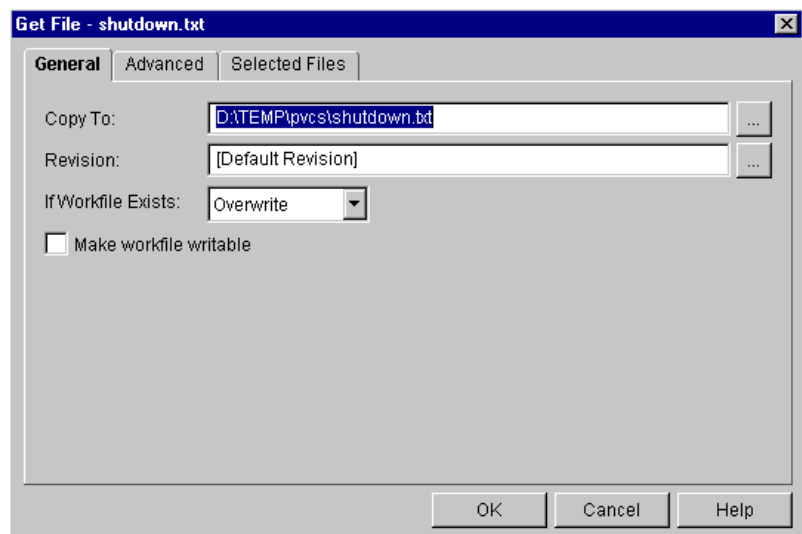 Get File - shutdown.txt
General Advanced Selected Files
Copy To: D:\TEMP\pvcs\shutdown.txt ...
Revision: [Default Revision] ...
If Workfile Exists: Overwrite
Make workfile writable
OK Cancel Help